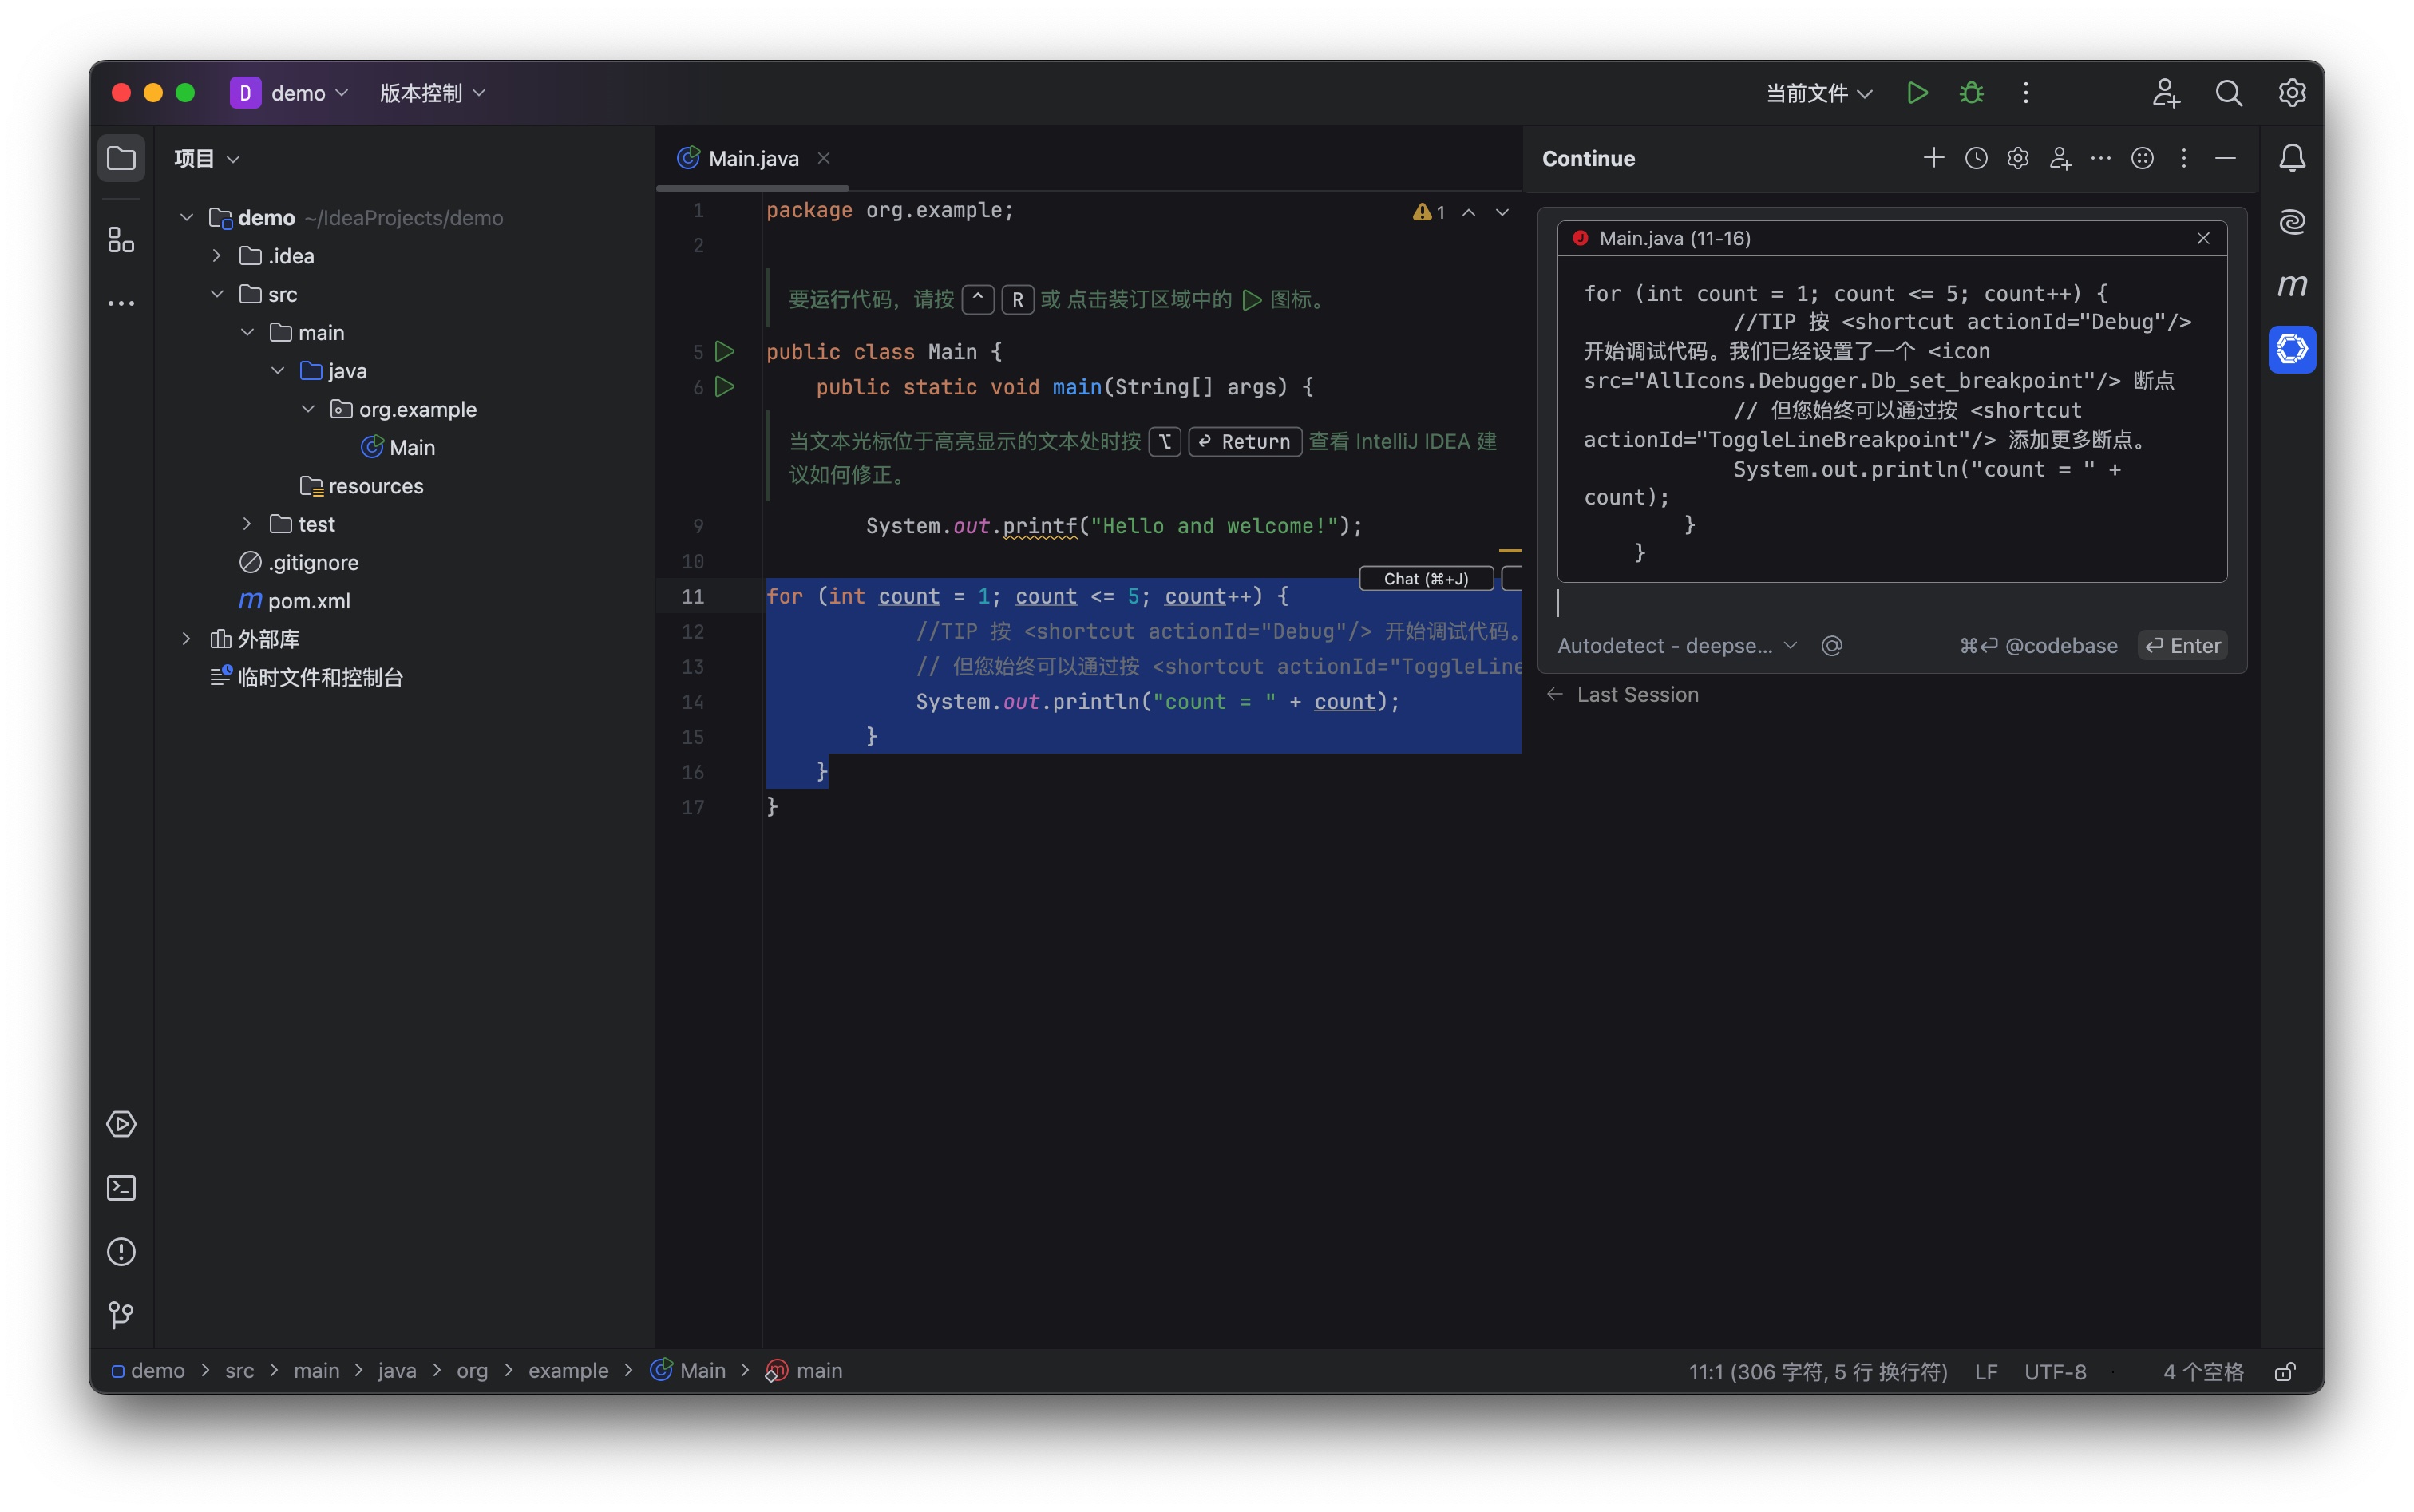 D demo 版本控制 当前文件
项目
demo ~/IdeaProjects/demo
.idea
src
main
java
org.example
Main
resources
test
.gitignore
pom.xml
外部库
临时文件和控制台
Main.java
1 package org.example;
1
2
要运行代码，请按 ^ R 或 点击装订区域中的 图标。
5 public class Main {
6 public static void main(String[] args) {
当文本光标位于高亮显示的文本处时按 ⌥ ⏎ Return 查看 IntelliJ IDEA 建
议如何修正。
9 System.out.printf("Hello and welcome!");
10
Chat (⌘+J)
11 for (int count = 1; count <= 5; count++) {
12 //TIP 按 <shortcut actionId="Debug"/> 开始调试代码。
13 // 但您始终可以通过按 <shortcut actionId="ToggleLine
14 System.out.println("count = " + count);
15 }
16 }
17 }
Continue
Main.java (11-16)
for (int count = 1; count <= 5; count++) {
//TIP 按 <shortcut actionId="Debug"/>
开始调试代码。我们已经设置了一个 <icon
src="AllIcons.Debugger.Db_set_breakpoint"/> 断点
// 但您始终可以通过按 <shortcut
actionId="ToggleLineBreakpoint"/> 添加更多断点。
System.out.println("count = " +
count);
}
}
Autodetect - deepse... @ ⌘⏎ @codebase ⏎ Enter
Last Session
m
demo > src > main > java > org > example > Main > main
11:1 (306 字符, 5 行 换行符) LF UTF-8 4 个空格